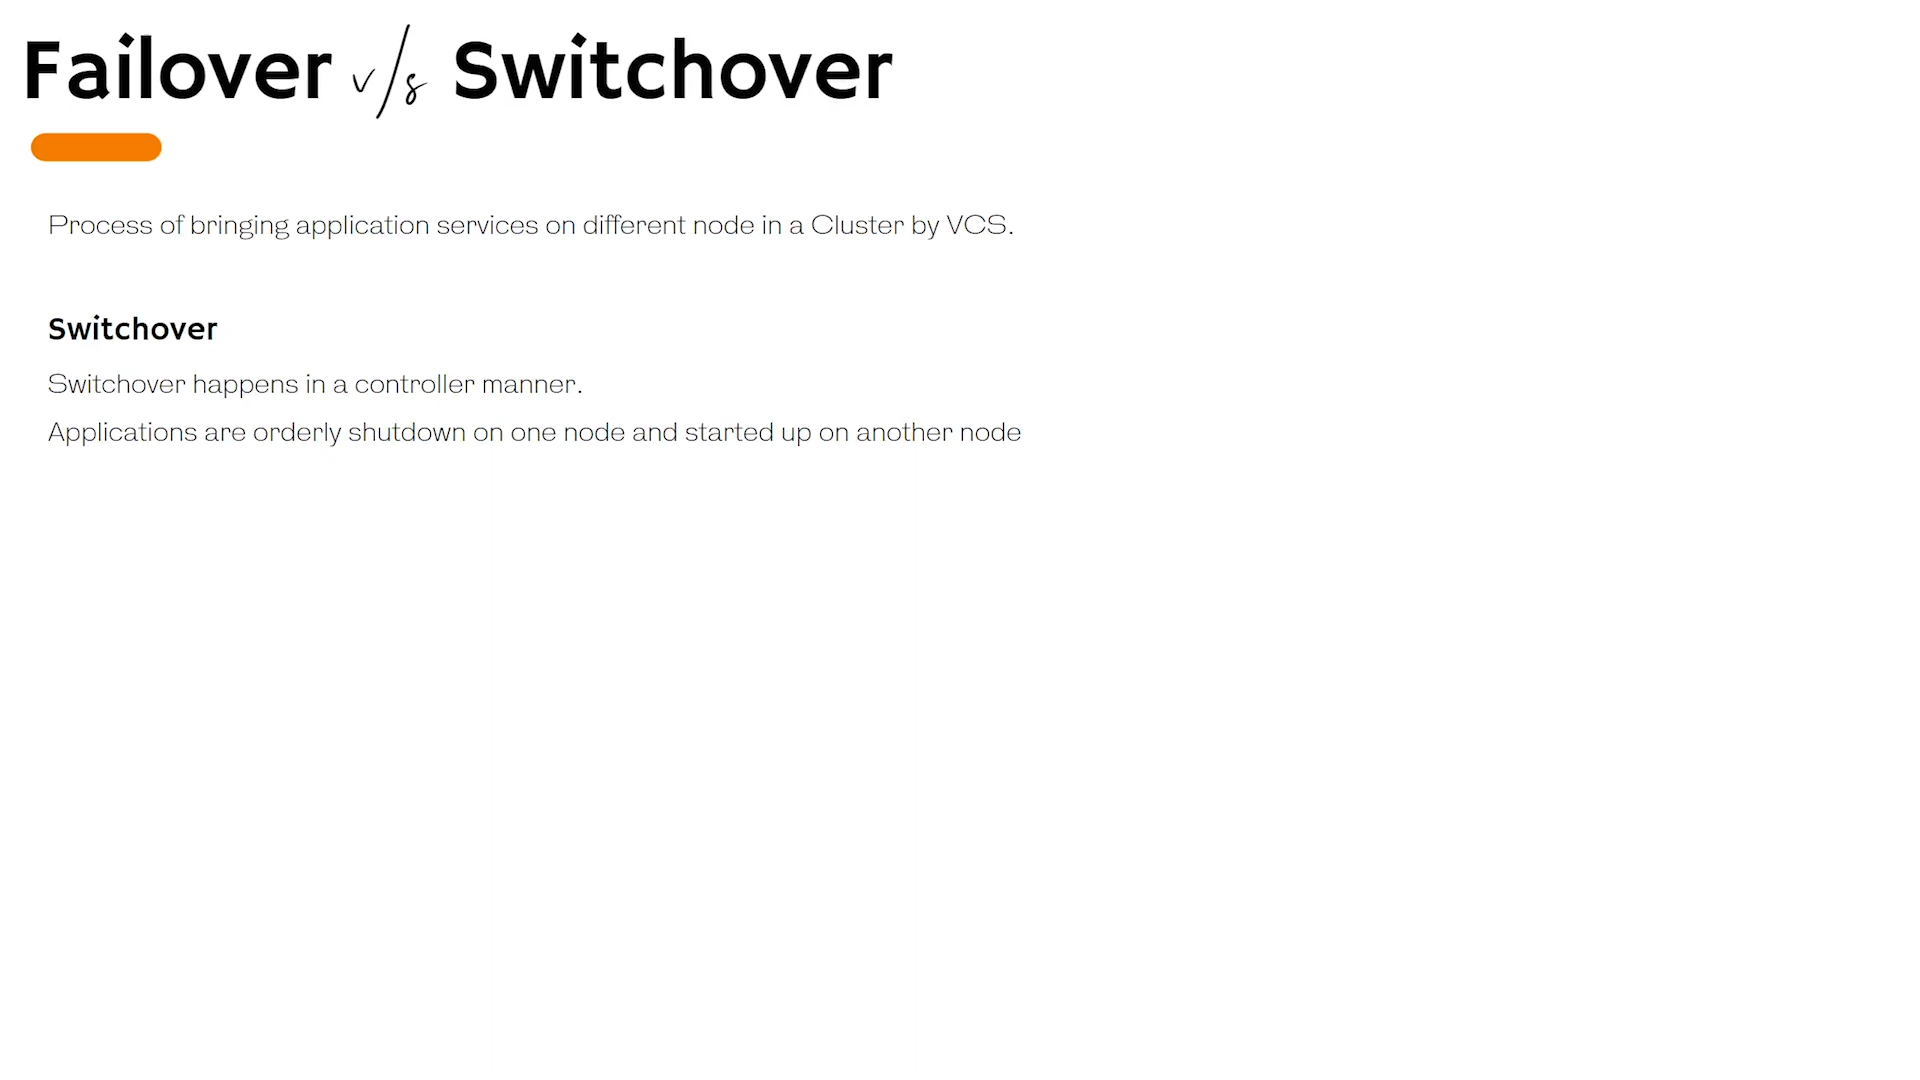 Failover v/s Switchover
Process of bringing application services on different node in a Cluster by VCS.
Switchover
Switchover happens in a controller manner.
Applications are orderly shutdown on one node and started up on another node